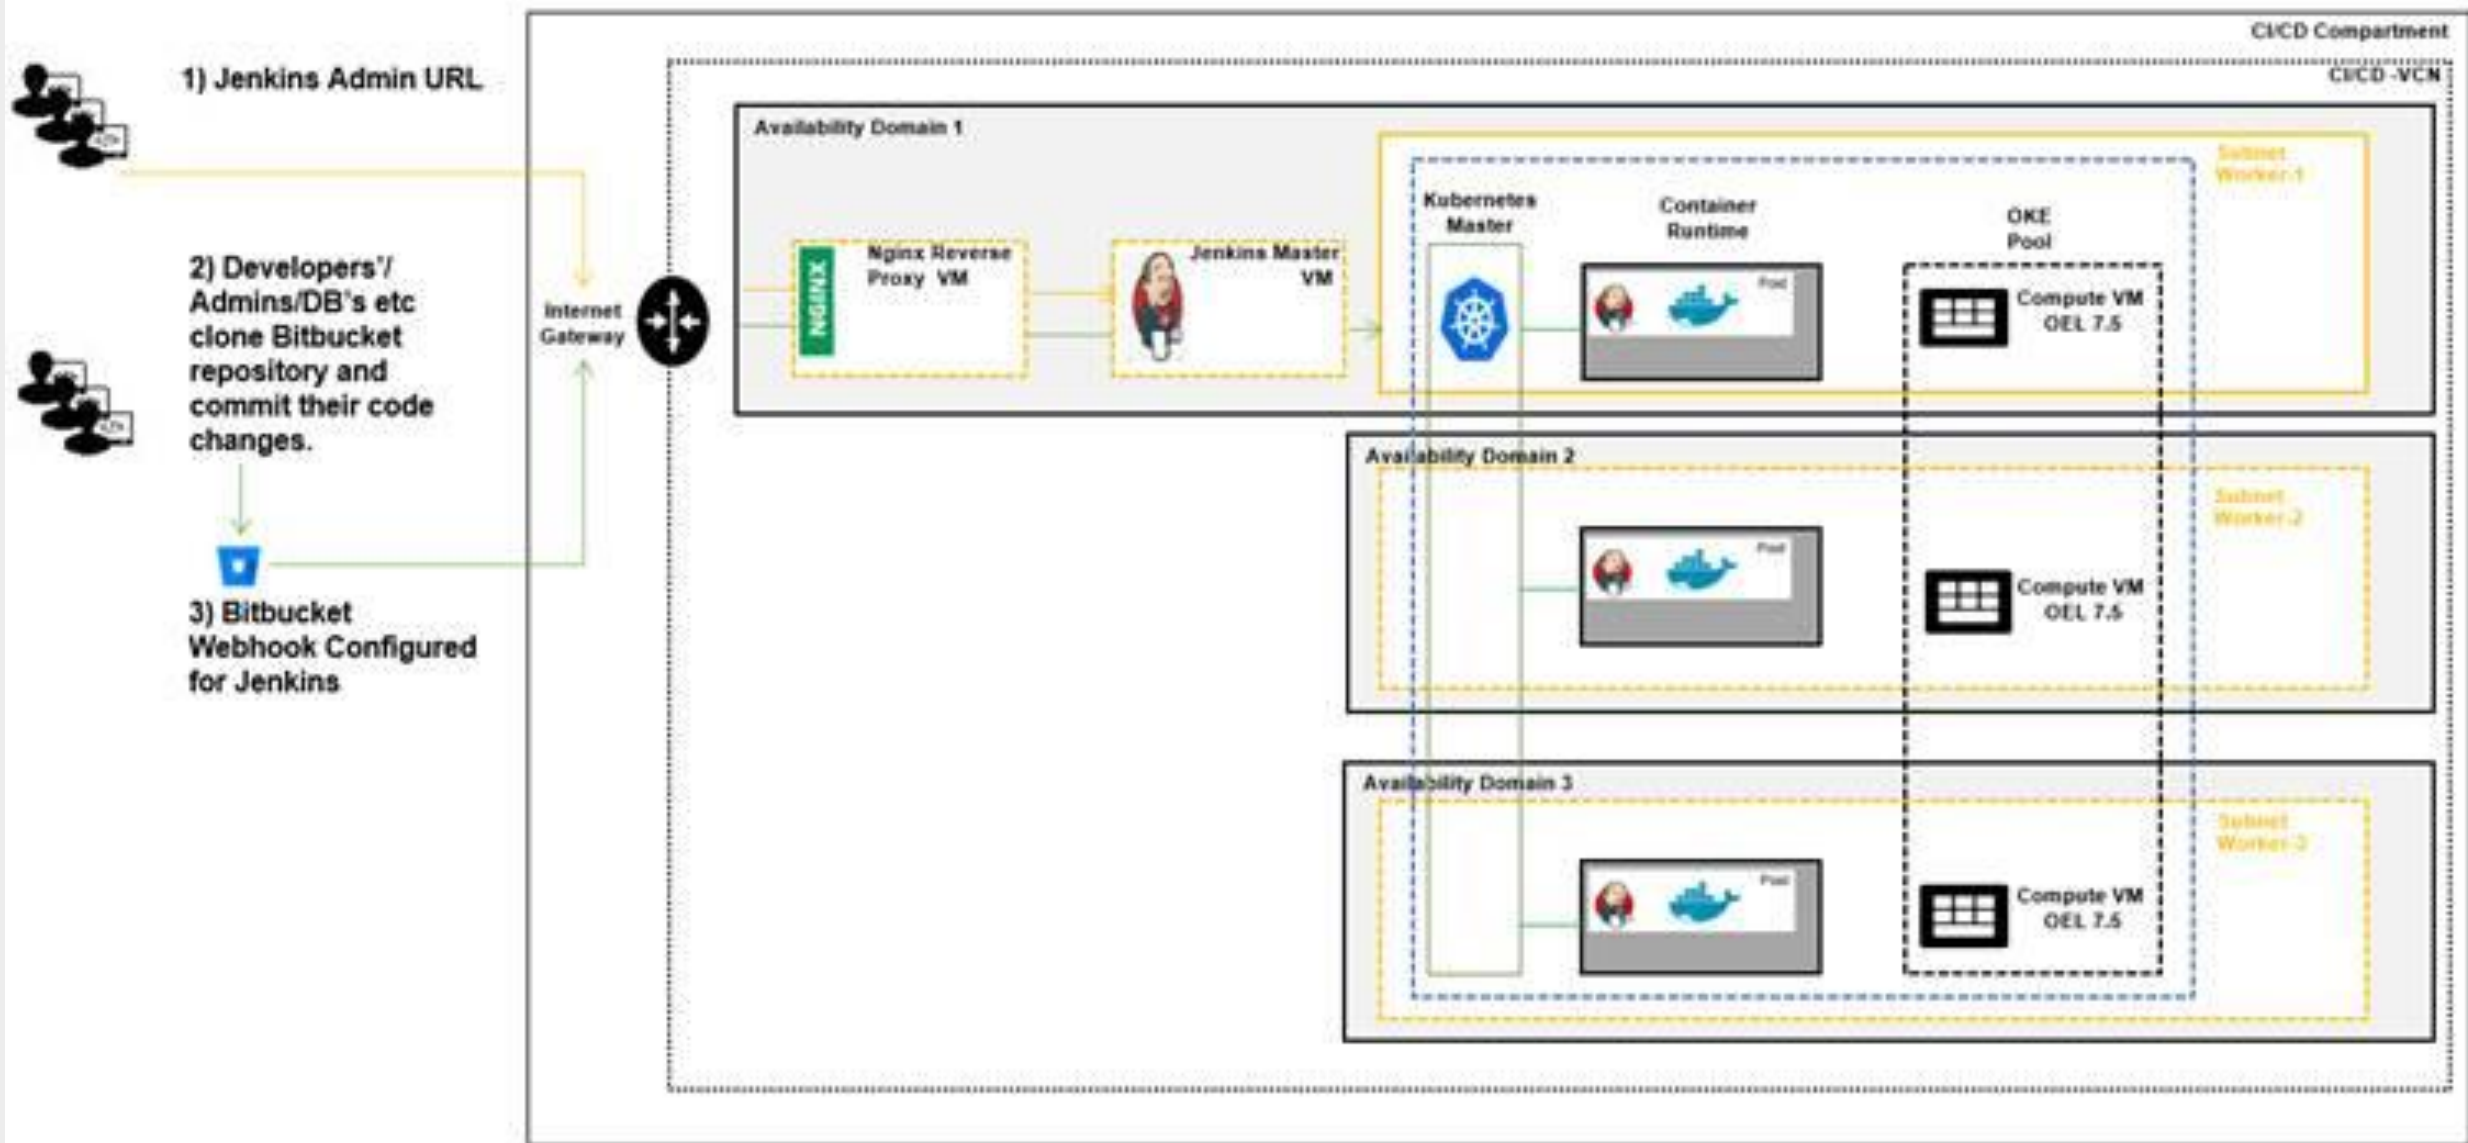 CI/CD Compartment
CI/CD -VCN
1) Jenkins Admin URL
2) Developers'/
Admins/DB's etc
clone Bitbucket
repository and
commit their code
changes.
3) Bitbucket
Webhook Configured
for Jenkins
Internet
Gateway
Availability Domain 1
NGINX
Nginx Reverse
Proxy VM
Jenkins Master
VM
Subnet
Worker-1
Kubernetes
Master
Container
Runtime
OKE
Pool
Pod
Compute VM
OEL 7.5
Availability Domain 2
Subnet
Worker-2
Pod
Compute VM
OEL 7.5
Availability Domain 3
Subnet
Worker-3
Pod
Compute VM
OEL 7.5